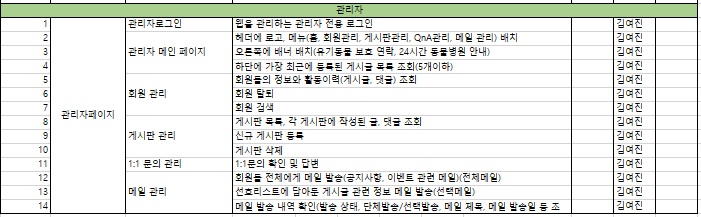 관리자
1 관리자로그인 웹을 관리하는 관리자 전용 로그인 김여진
2 헤더에 로고, 메뉴(홈, 회원관리, 게시판관리, QnA관리, 메일 관리) 배치 김여진
3 관리자 메인 페이지 오른쪽에 배너 배치(유기동물 보호 연락, 24시간 동물병원 안내) 김여진
4 하단에 가장 최근에 등록된 게시글 목록 조회(5개이하) 김여진
5 회원들의 정보와 활동이력(게시글, 댓글) 조회 김여진
6 회원 관리 회원 탈퇴 김여진
7 회원 검색 김여진
관리자페이지
8 게시판 목록, 각 게시판에 작성된 글, 댓글 조회 김여진
9 게시판 관리 신규 게시판 등록 김여진
10 게시판 삭제 김여진
11 1:1 문의 관리 1:1문의 확인 및 답변 김여진
12 회원들 전체에게 메일 발송(공지사항, 이벤트 관련 메일)(전체메일) 김여진
13 메일 관리 선호리스트에 담아둔 게시글 관련 정보 메일 발송(선택메일) 김여진
14 메일 발송 내역 확인(발송 상태, 단체발송/선택발송, 메일 제목, 메일 발송일 등 조 김여진